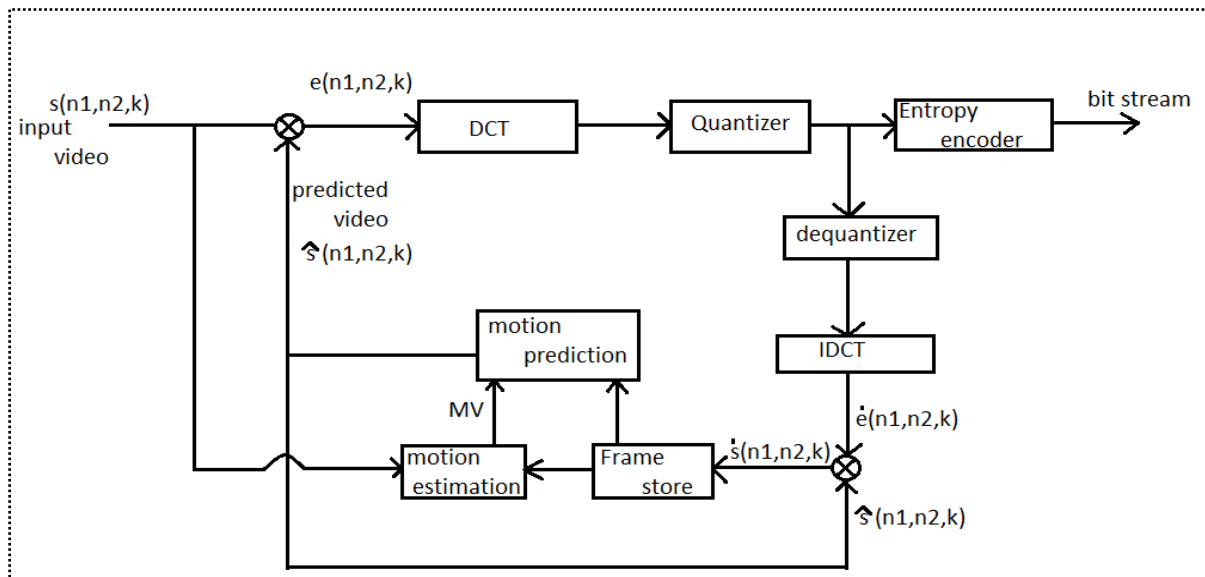 s(n1,n2,k)
input
video
e(n1,n2,k)
DCT
Quantizer
Entropy
encoder
bit stream
predicted
video
ŝ(n1,n2,k)
dequantizer
motion
prediction
IDCT
MV
ė(n1,n2,k)
motion
estimation
Frame
store
ṡ(n1,n2,k)
ŝ(n1,n2,k)